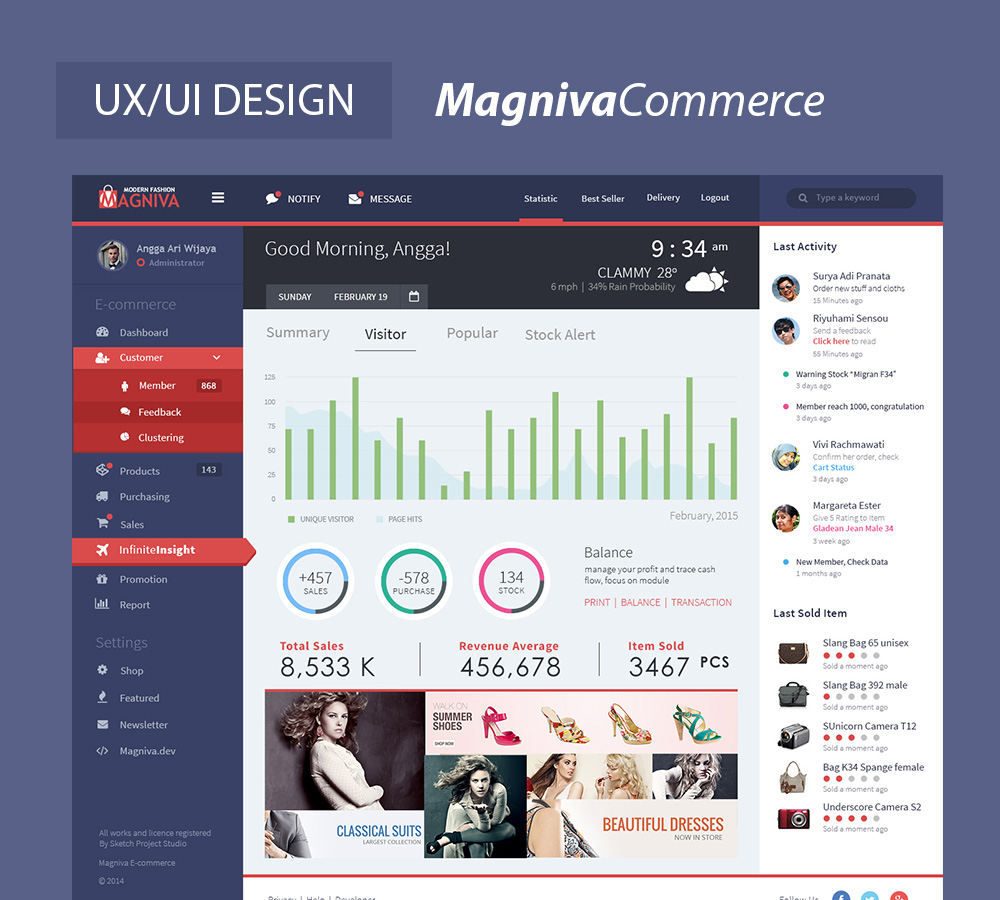 UX/UI DESIGN
MagnivaCommerce
MODERN FASHION
MAGNIVA
NOTIFY
MESSAGE
Statistic
Best Seller
Delivery
Logout
Type a keyword
Angga Ari Wijaya
Administrator
E-commerce
Dashboard
Customer
Member 868
Feedback
Clustering
Products 143
Purchasing
Sales
InfiniteInsight
Promotion
Report
Settings
Shop
Featured
Newsletter
Magniva.dev
All works and licence registered
By Sketch Project Studio
Magniva E-commerce
© 2014
Good Morning, Angga!
9:34 am
CLAMMY 28°
6 mph | 34% Rain Probability
SUNDAY FEBRUARY 19
Summary
Visitor
Popular
Stock Alert
125
100
75
50
25
0
UNIQUE VISITOR
PAGE HITS
February, 2015
+457
SALES
-578
PURCHASE
134
STOCK
Balance
manage your profit and trace cash
flow, focus on module
PRINT | BALANCE | TRANSACTION
Total Sales
8,533 K
Revenue Average
456,678
Item Sold
3467 PCS
WALK ON
SUMMER
SHOES
SHOP NOW
CLASSICAL SUITS
LARGEST COLLECTION
BEAUTIFUL DRESSES
NOW IN STORE
Last Activity
Surya Adi Pranata
Order new stuff and cloths
15 Minutes ago
Riyuhami Sensou
Send a feedback
Click here to read
55 Minutes ago
Warning Stock “Migran F34”
3 days ago
Member reach 1000, congratulation
3 days ago
Vivi Rachmawati
Confirm her order, check
Cart Status
3 days ago
Margareta Ester
Give 5 Rating to Item
Gladean Jean Male 34
3 week ago
New Member, Check Data
1 months ago
Last Sold Item
Slang Bag 65 unisex
Sold a moment ago
Slang Bag 392 male
Sold a moment ago
SUnicorn Camera T12
Sold a moment ago
Bag K34 Spange female
Sold a moment ago
Underscore Camera S2
Sold a moment ago
Privacy | Help | Developer
Follow Us